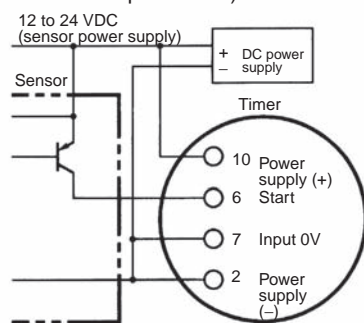 12 to 24 VDC
(sensor power supply)
+ DC power
− supply
Sensor
Timer
10 Power
supply (+)
6 Start
7 Input 0V
2 Power
supply
(−)